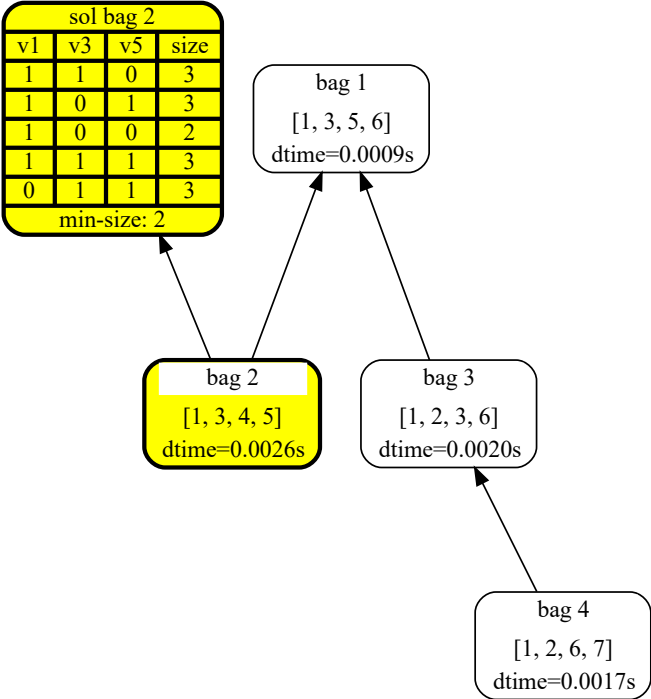 sol bag 2
v1 v3 v5 size
1 1 0 3
1 0 1 3
1 0 0 2
1 1 1 3
0 1 1 3
min-size: 2
bag 1
[1, 3, 5, 6]
dtime=0.0009s
bag 2
[1, 3, 4, 5]
dtime=0.0026s
bag 3
[1, 2, 3, 6]
dtime=0.0020s
bag 4
[1, 2, 6, 7]
dtime=0.0017s